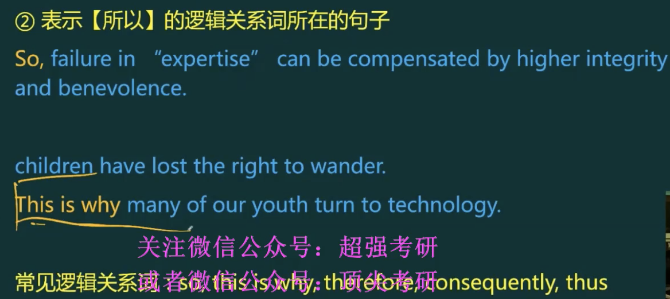 ② 表示【所以】的逻辑关系词所在的句子
So, failure in “expertise” can be compensated by higher integrity
and benevolence.
children have lost the right to wander.
This is why many of our youth turn to technology.
关注微信公众号：超强考研
或者微信公众号：顶尖考研
常见逻辑关系词：so, this is why, therefore, consequently, thus